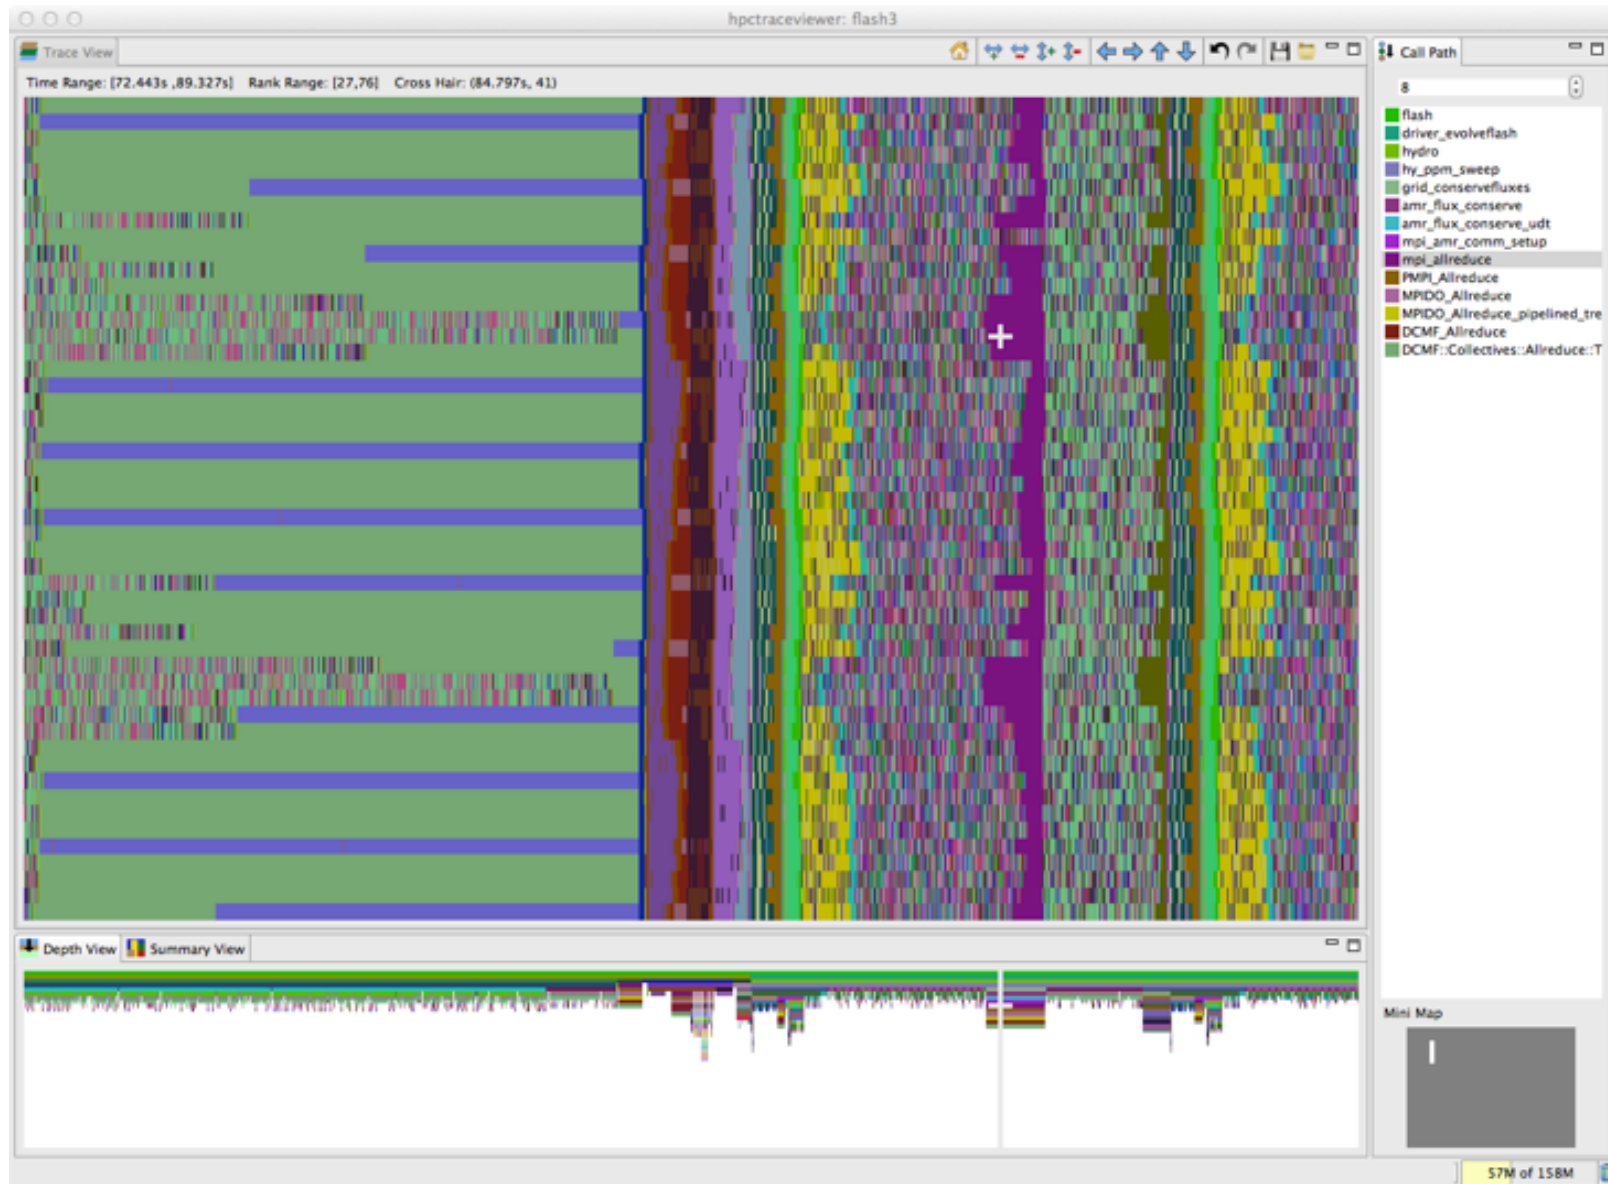 hpctraceviewer: flash3
Trace View
Time Range: [72.443s ,89.327s] Rank Range: [27,76] Cross Hair: (84.797s, 41)
Call Path
8
flash
driver_evolveflash
hydro
hy_ppm_sweep
grid_conservefluxes
amr_flux_conserve
amr_flux_conserve_udt
mpi_amr_comm_setup
mpi_allreduce
PMPI_Allreduce
MPIDO_Allreduce
MPIDO_Allreduce_pipelined_tre
DCMF_Allreduce
DCMF::Collectives::Allreduce::T
Depth View
Summary View
Mini Map
57M of 158M